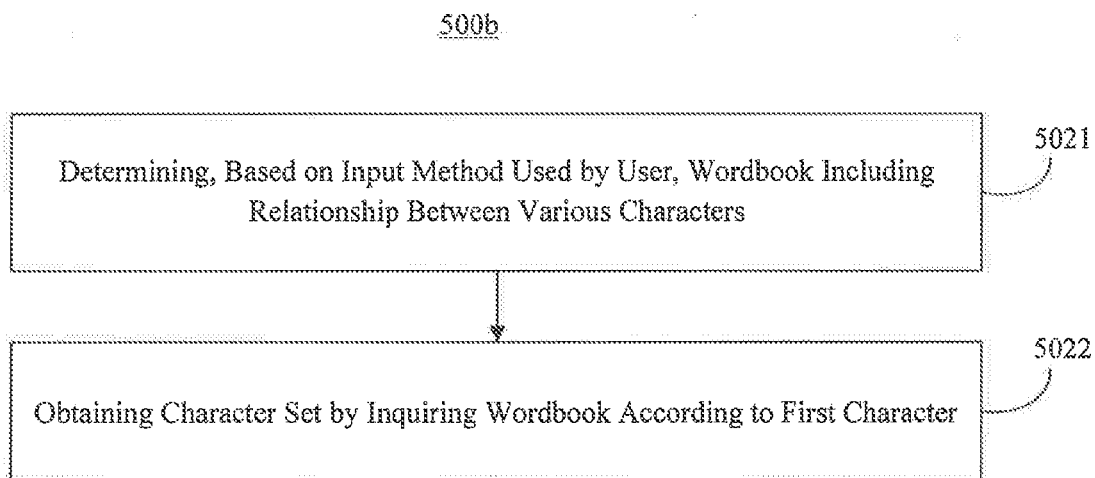 500b
5021
Determining, Based on Input Method Used by User, Wordbook Including
Relationship Between Various Characters
5022
Obtaining Character Set by Inquiring Wordbook According to First Character